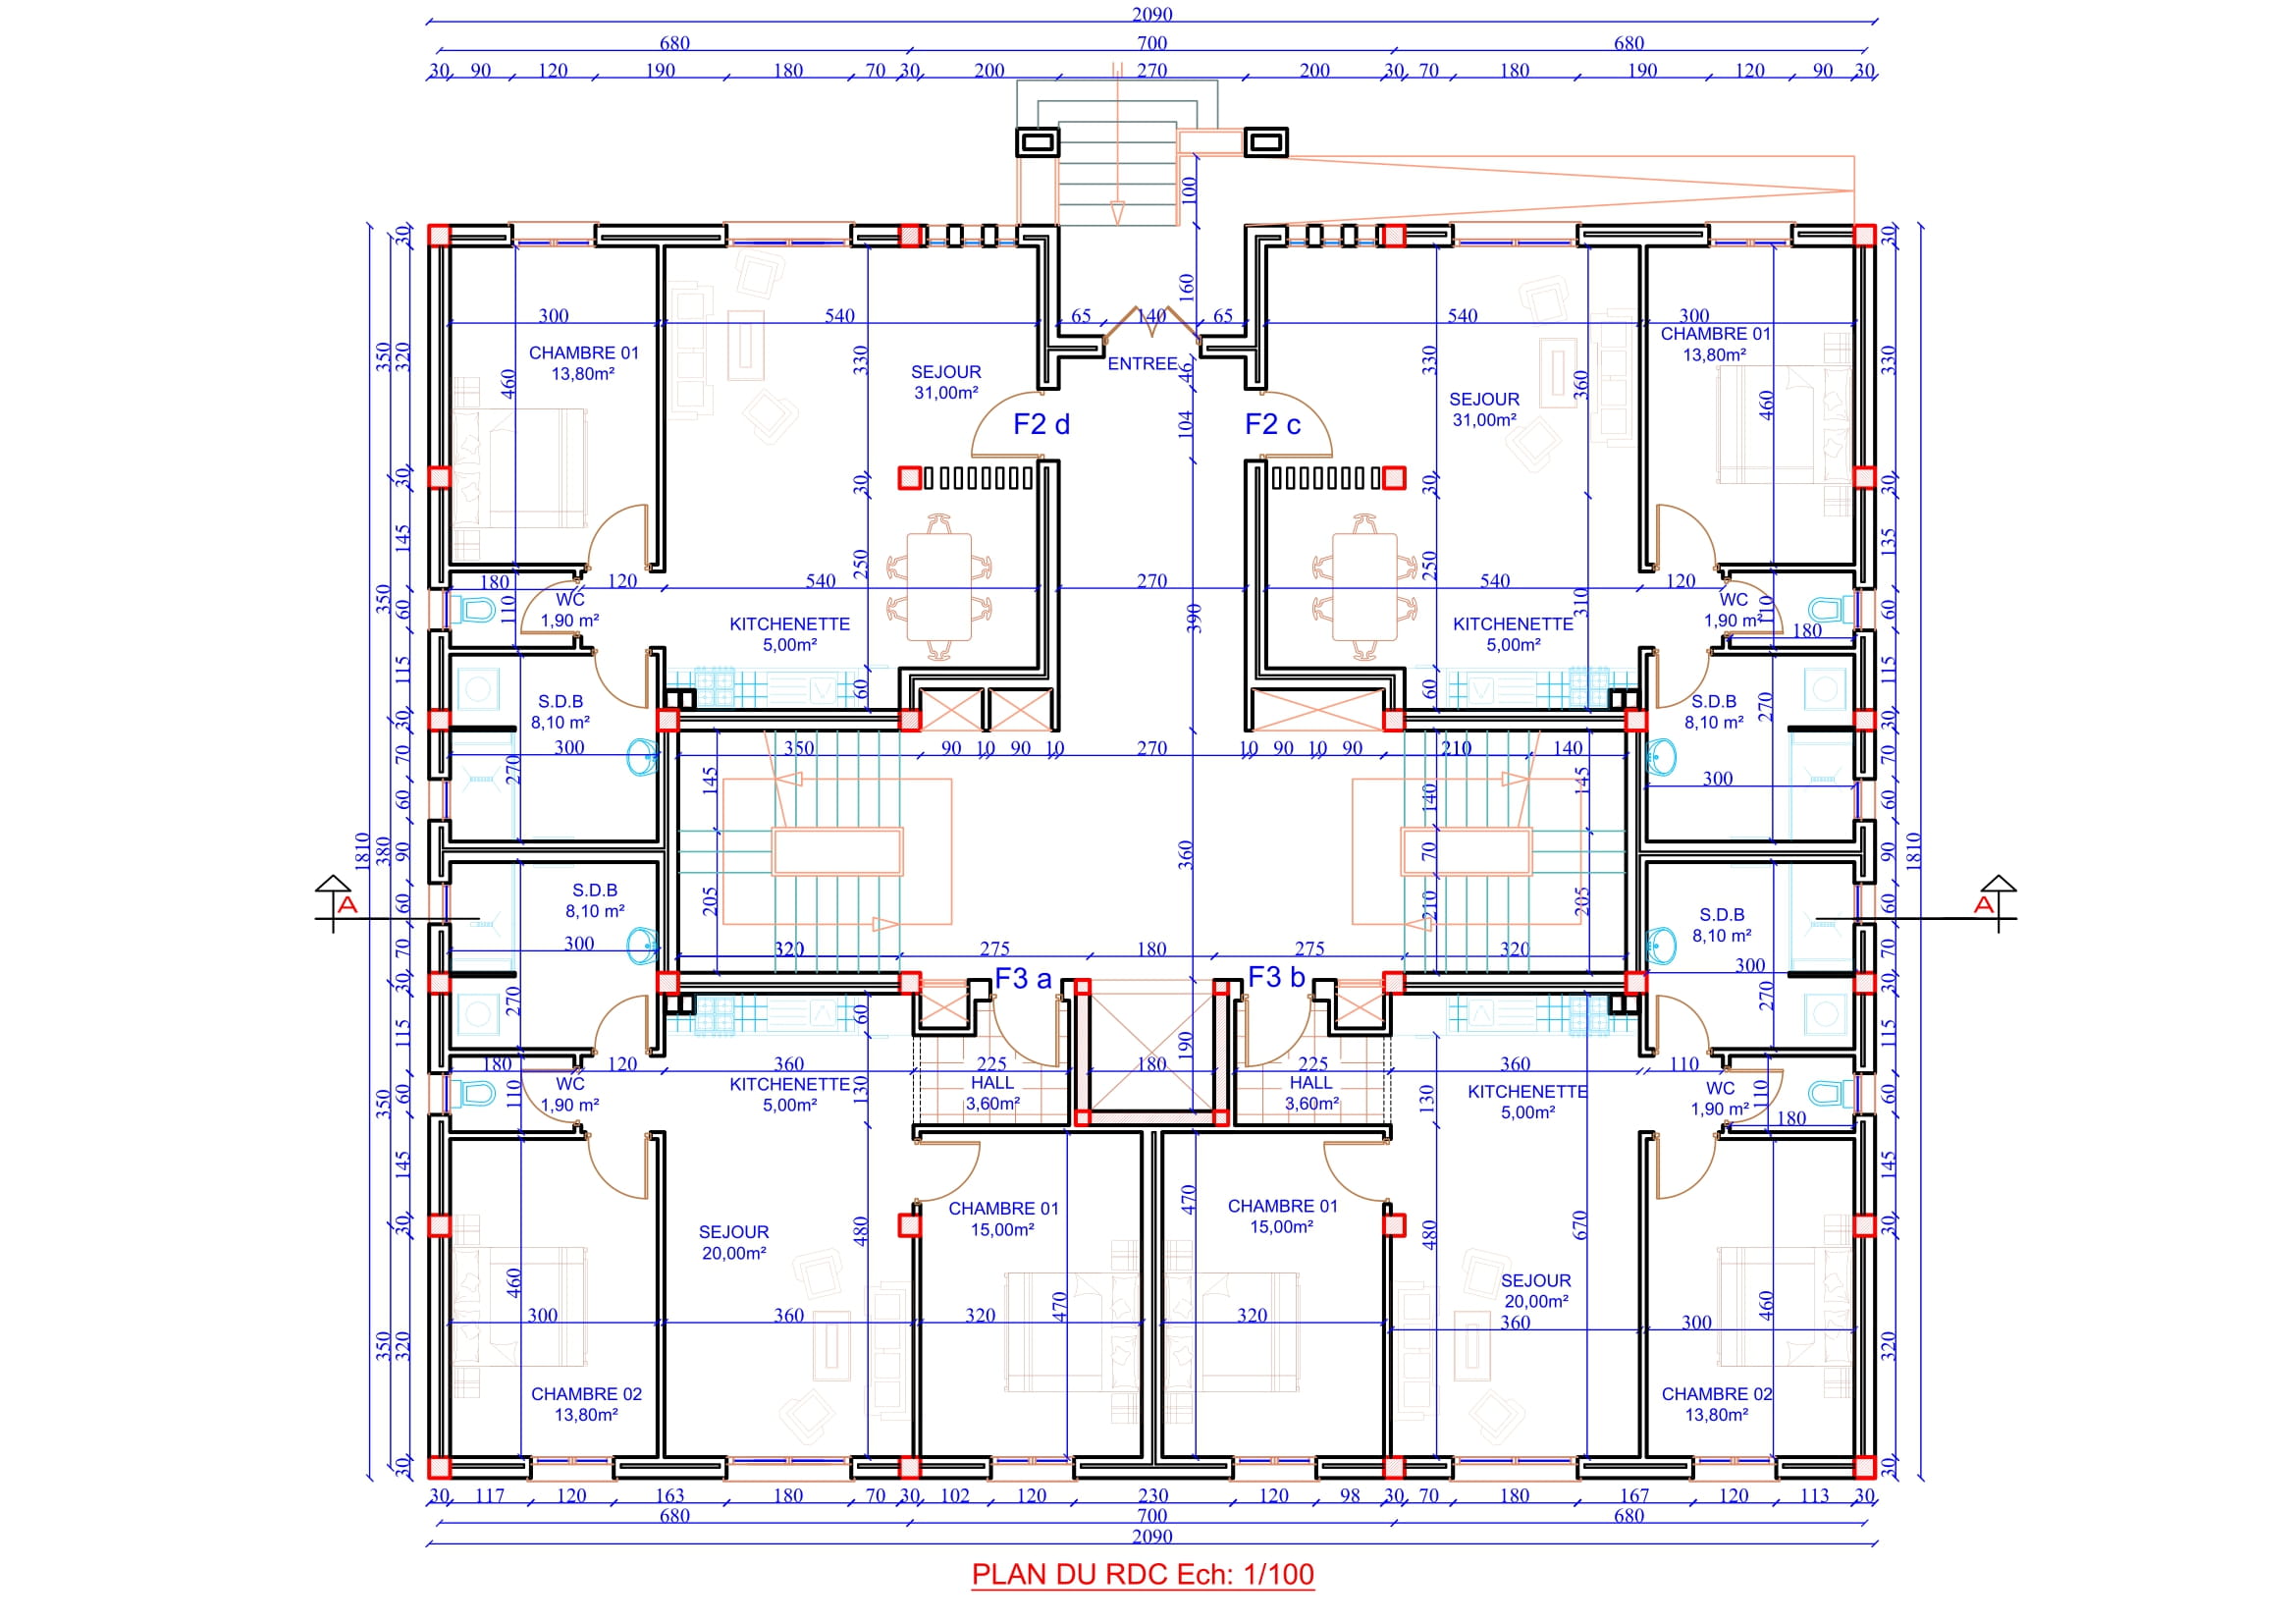 2090
680 700 680
30 90 120 190 180 70 30 200 270 200 30 70 180 190 120 90 30
100
30 30
160
300 540 65 140 65 540 300
CHAMBRE 01
13,80m²
ENTREE
46
CHAMBRE 01
13,80m²
350 320 460 330 330 360 460 330
SEJOUR
31,00m²
SEJOUR
31,00m²
F2 d
104
F2 c
30 30 30 30
145 250 250 135
180 120 540 270 540 120
350 60 110 310 110 60
WC
1,90 m²
390
WC
1,90 m²
180
KITCHENETTE
5,00m²
KITCHENETTE
5,00m²
115 60 60 115
S.D.B
8,10 m²
S.D.B
8,10 m²
270
30 30
300 350 90 10 90 10 270 10 90 10 90 210 140
70 270 145 145 70
300
60 140 60
1810 380 90 360 70 90 1810
A
S.D.B
8,10 m²
60 205 210 205 60
A
S.D.B
8,10 m²
300 320 275 180 275 320
70 70
300
F3 a
F3 b
30 270 270 30
115 60 190 115
180 120 360 225 180 225 360 110
350 60 110 130 130 110 60
WC
1,90 m²
KITCHENETTE
5,00m²
HALL
3,60m²
HALL
3,60m²
KITCHENETTE
5,00m²
WC
1,90 m²
180
145 470 145
CHAMBRE 01
15,00m²
CHAMBRE 01
15,00m²
30 480 480 670 30
SEJOUR
20,00m²
SEJOUR
20,00m²
460 470 460
300 360 320 320 360 300
350 320 320
CHAMBRE 02
13,80m²
CHAMBRE 02
13,80m²
30 30
30 117 120 163 180 70 30 102 120 230 120 98 30 70 180 167 120 113 30
680 700 680
2090
PLAN DU RDC Ech: 1/100